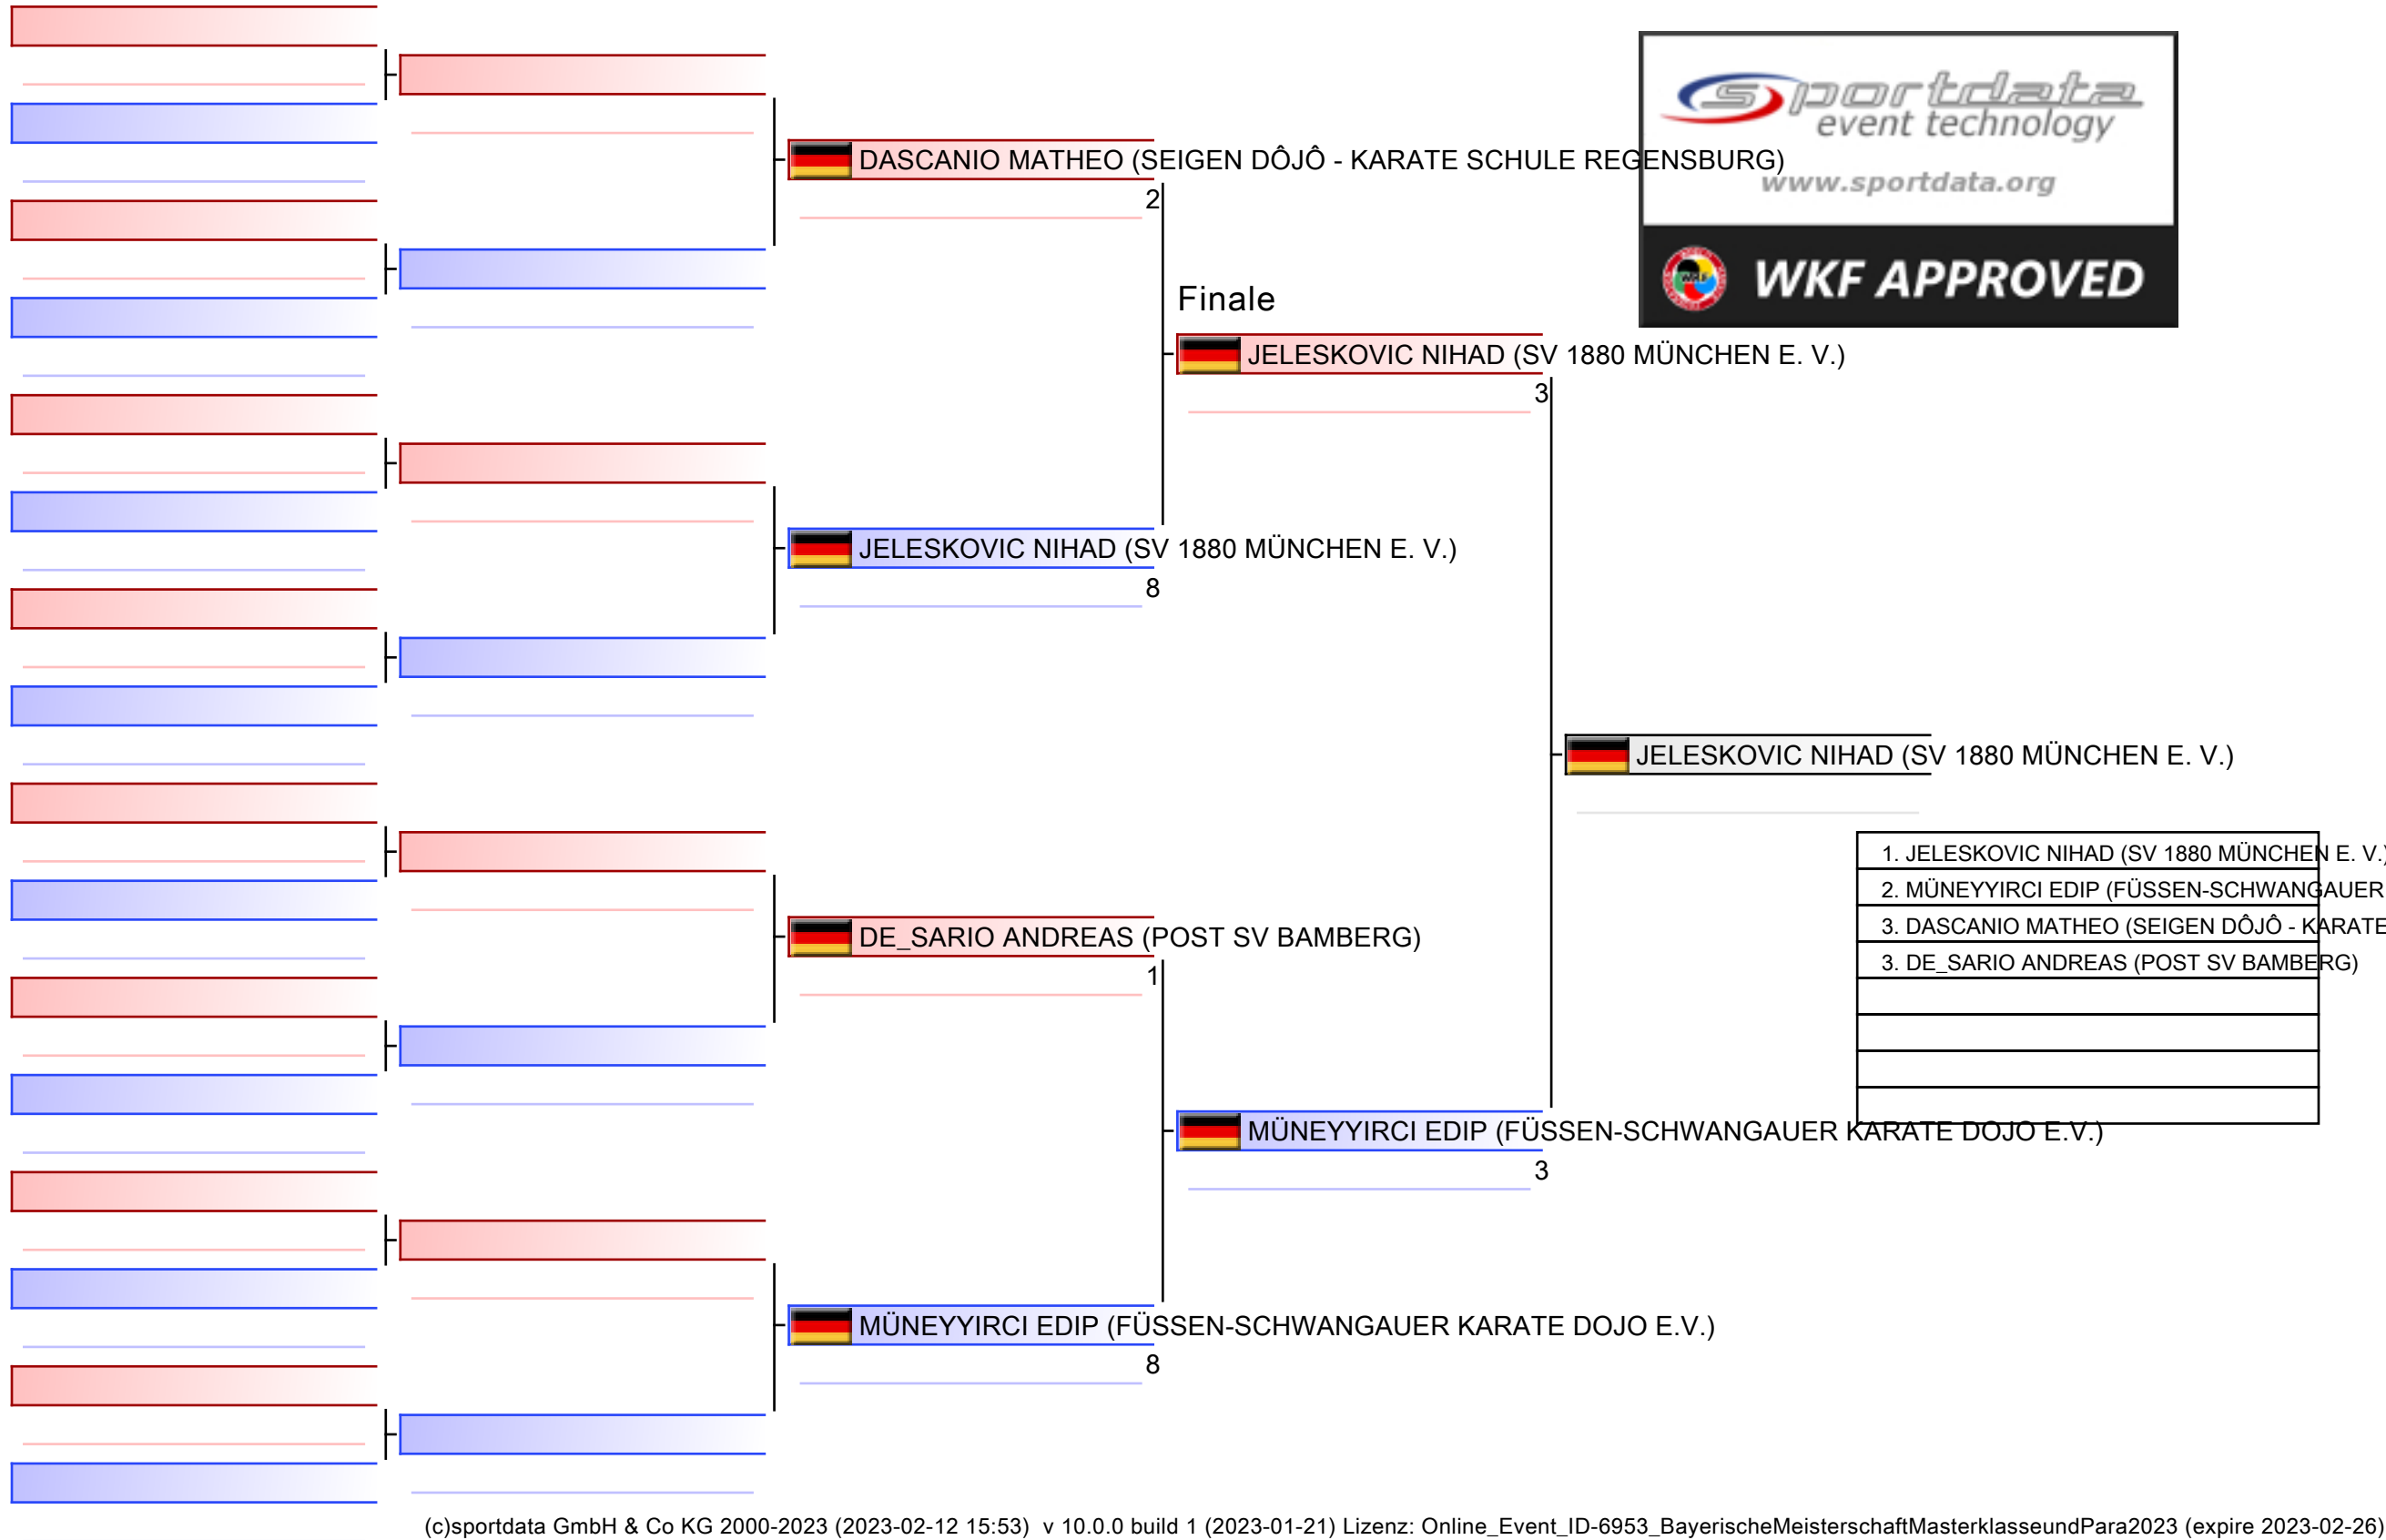 sportdata
event technology
www.sportdata.org
WKF APPROVED
DASCANIO MATHEO (SEIGEN DÔJÔ - KARATE SCHULE REGENSBURG)
2
Finale
JELESKOVIC NIHAD (SV 1880 MÜNCHEN E. V.)
3
JELESKOVIC NIHAD (SV 1880 MÜNCHEN E. V.)
8
JELESKOVIC NIHAD (SV 1880 MÜNCHEN E. V.)
1. JELESKOVIC NIHAD (SV 1880 MÜNCHEN E. V.)
2. MÜNEYYIRCI EDIP (FÜSSEN-SCHWANGAUER
3. DASCANIO MATHEO (SEIGEN DÔJÔ - KARATE
3. DE_SARIO ANDREAS (POST SV BAMBERG)
DE_SARIO ANDREAS (POST SV BAMBERG)
1
MÜNEYYIRCI EDIP (FÜSSEN-SCHWANGAUER KARATE DOJO E.V.)
3
MÜNEYYIRCI EDIP (FÜSSEN-SCHWANGAUER KARATE DOJO E.V.)
8
(c)sportdata GmbH & Co KG 2000-2023 (2023-02-12 15:53) v 10.0.0 build 1 (2023-01-21) Lizenz: Online_Event_ID-6953_BayerischeMeisterschaftMasterklasseundPara2023 (expire 2023-02-26)